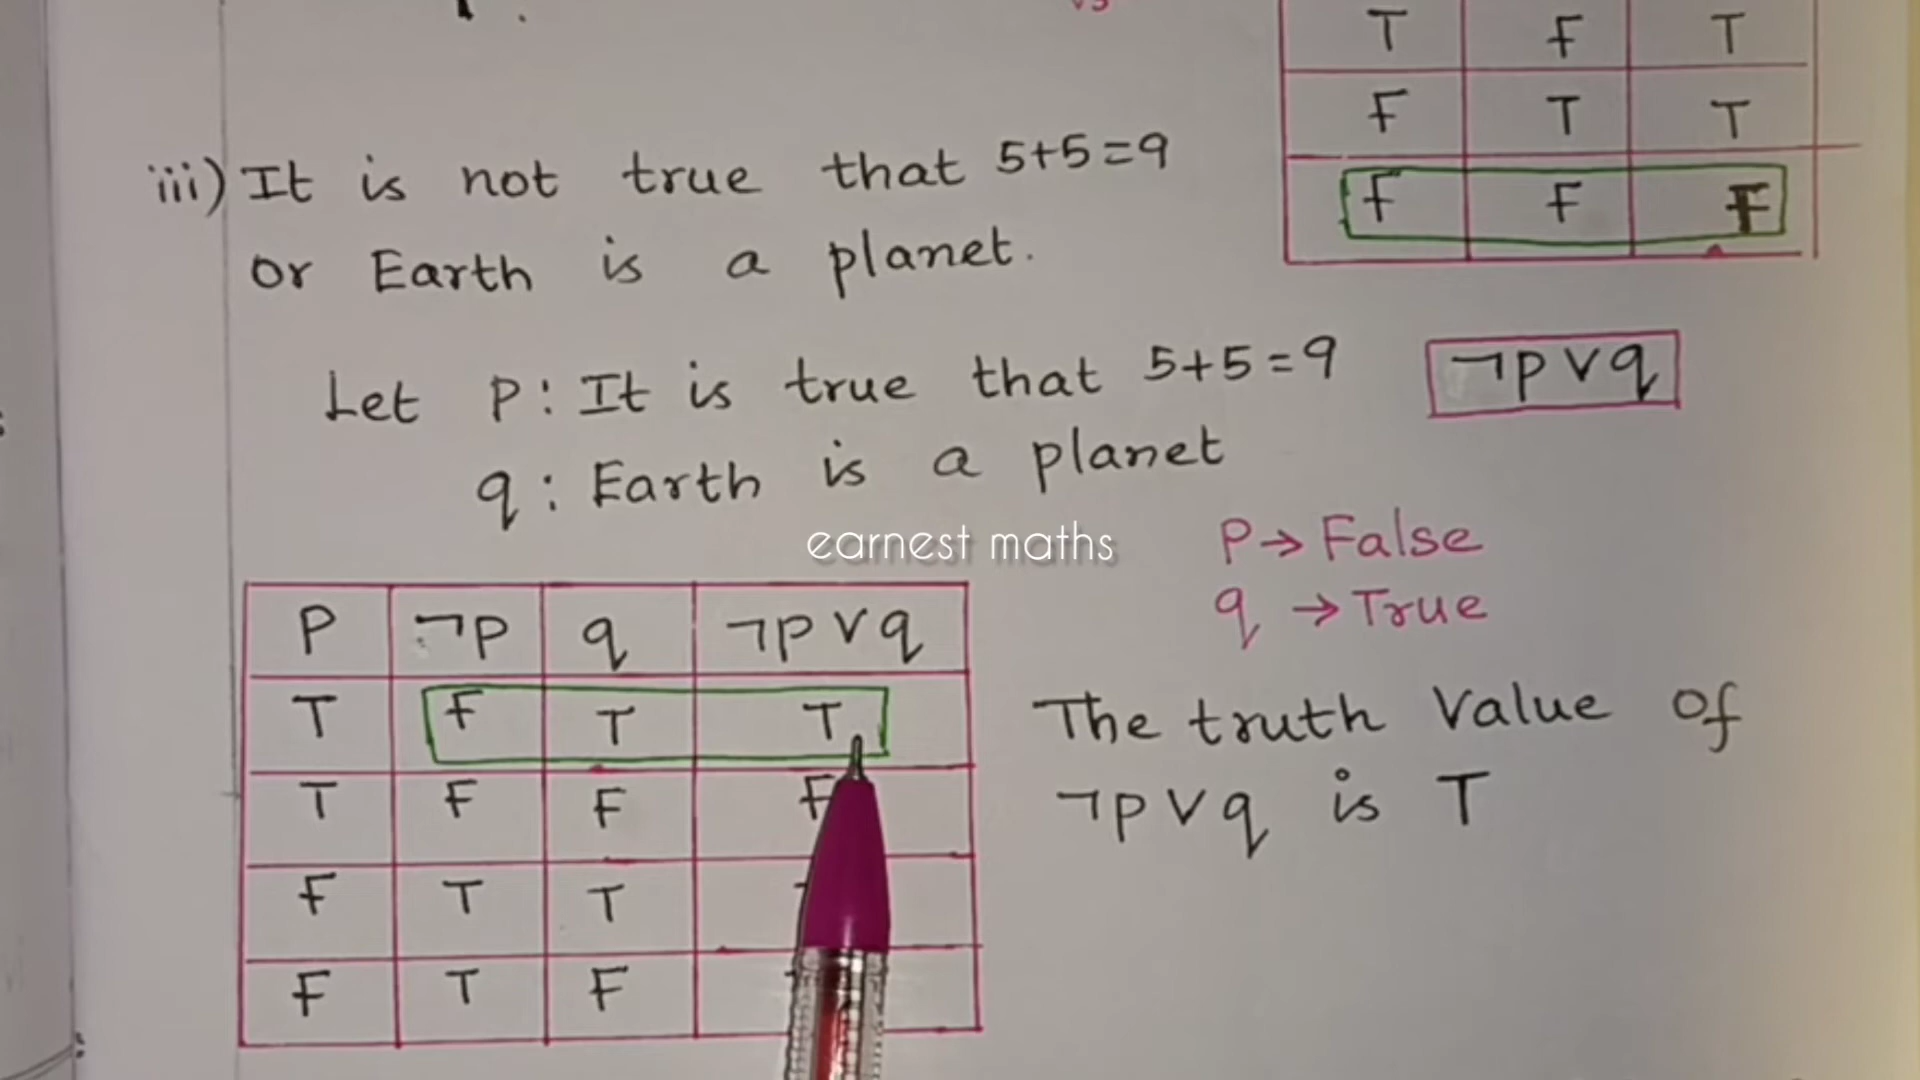 T F T
F T T
F F F
iii) It is not true that 5+5=9
or Earth is a planet.
Let p: It is true that 5+5=9
¬p∨q
q: Earth is a planet
earnest maths
P→False
q →True
P ¬p q ¬p∨q
T F T T
T F F F
F T T
F T F
The truth value of
¬p∨q is T